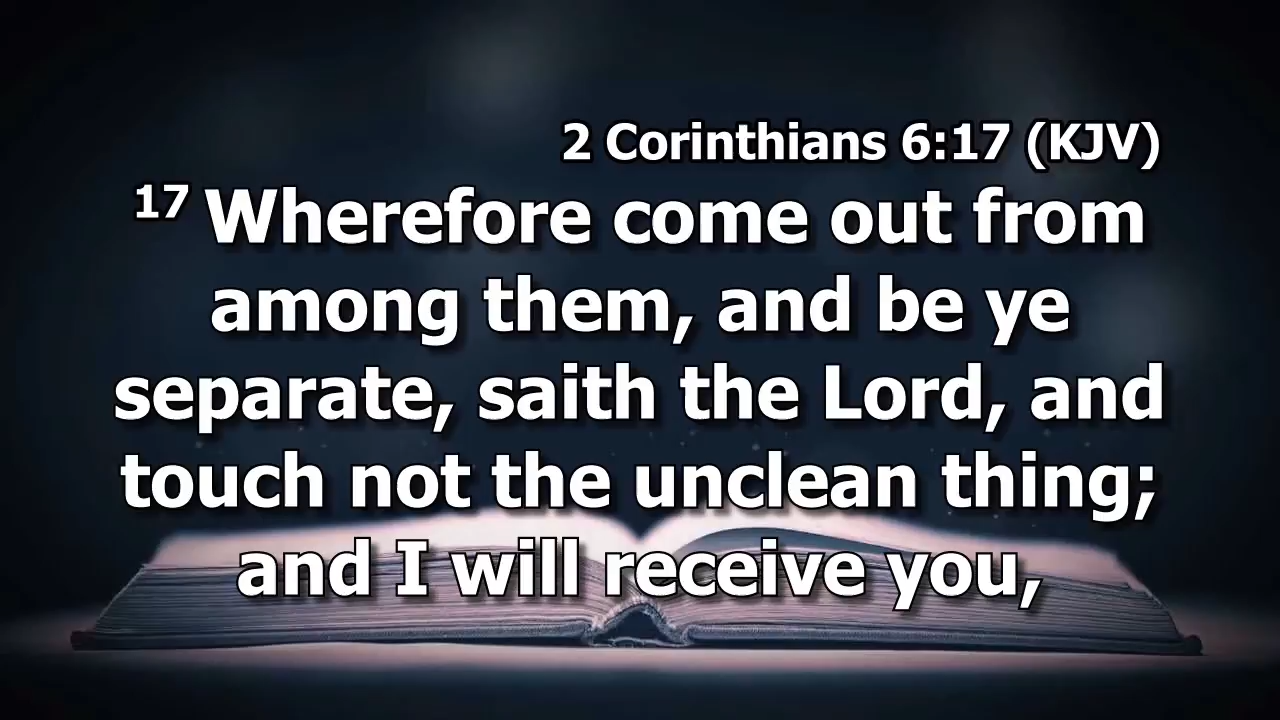 2 Corinthians 6:17 (KJV)
17 Wherefore come out from
among them, and be ye
separate, saith the Lord, and
touch not the unclean thing;
and I will receive you,